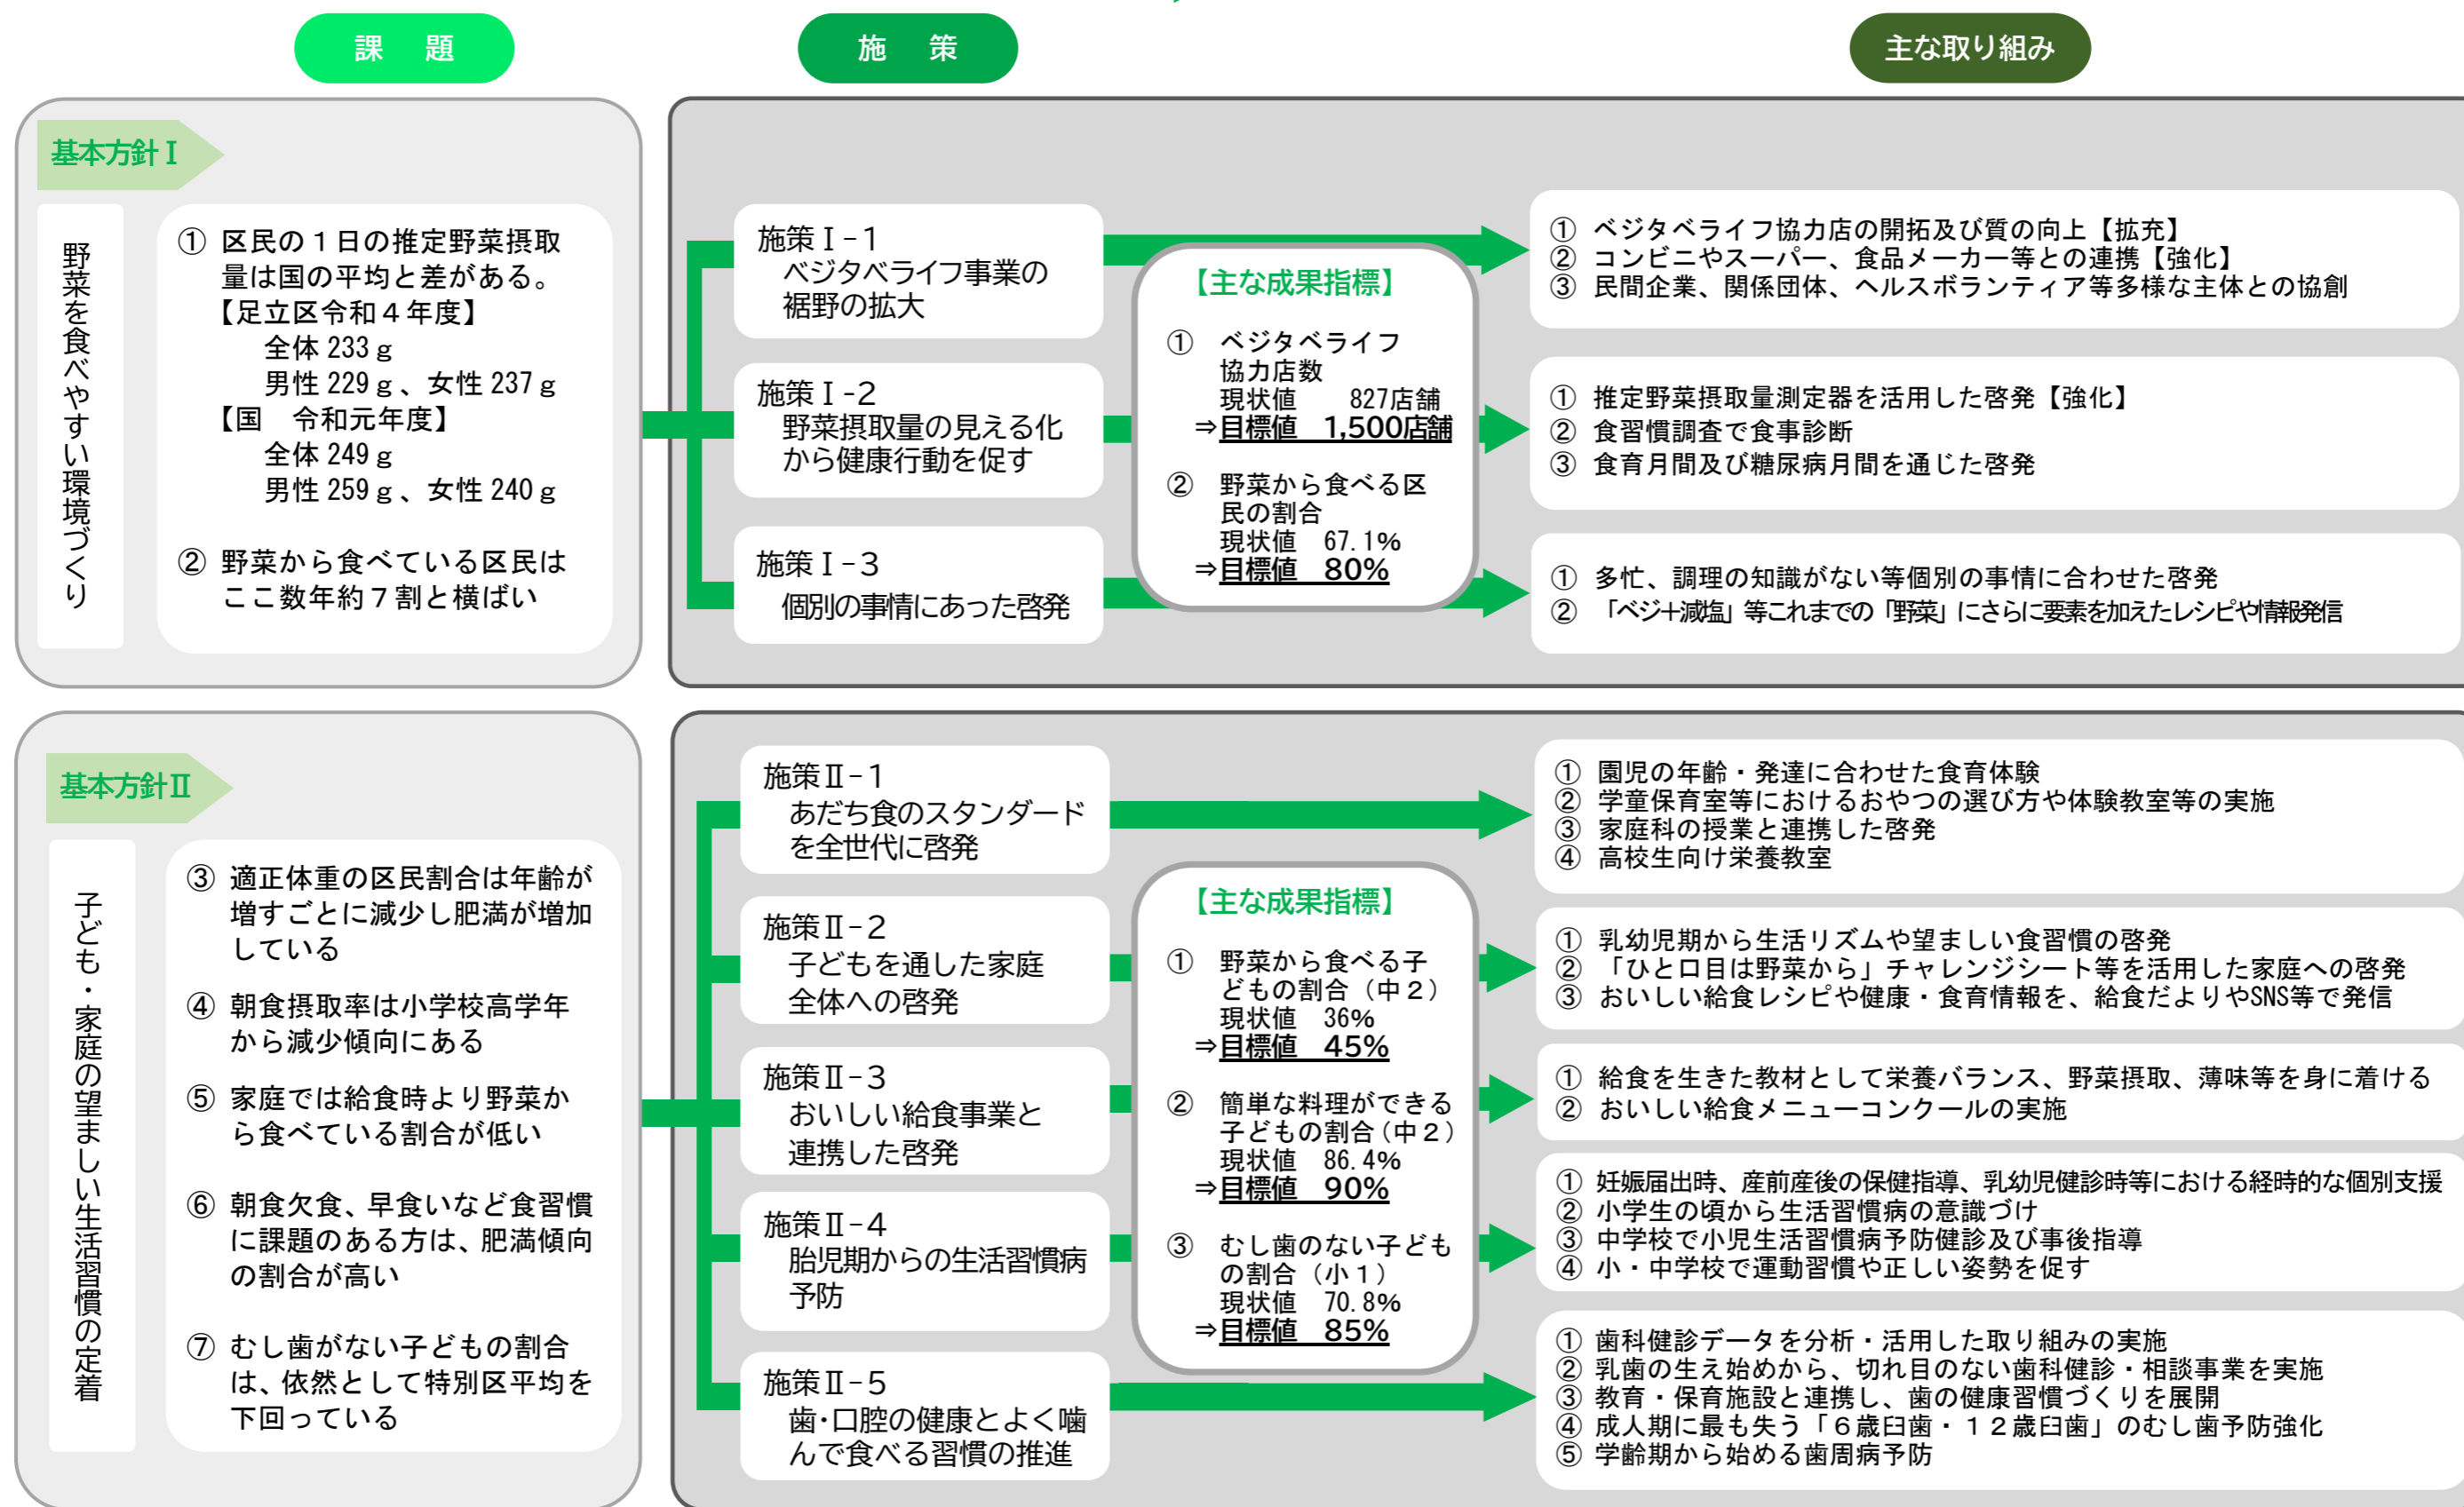 課　題
施　策
主な取り組み
基本方針Ⅰ
野菜を食べやすい環境づくり
① 区民の１日の推定野菜摂取
量は国の平均と差がある。
【足立区令和４年度】
全体 233ｇ
男性 229ｇ、女性 237ｇ
【国　令和元年度】
全体 249ｇ
男性 259ｇ、女性 240ｇ
② 野菜から食べている区民は
ここ数年約７割と横ばい
施策Ⅰ-1
ベジタベライフ事業の
裾野の拡大
施策Ⅰ-2
野菜摂取量の見える化
から健康行動を促す
施策Ⅰ-3
個別の事情にあった啓発
【主な成果指標】
① ベジタベライフ
協力店数
現状値　827店舗
⇒目標値　1,500店舗
② 野菜から食べる区
民の割合
現状値　67.1%
⇒目標値　80%
① ベジタベライフ協力店の開拓及び質の向上【拡充】
② コンビニやスーパー、食品メーカー等との連携【強化】
③ 民間企業、関係団体、ヘルスボランティア等多様な主体との協創
① 推定野菜摂取量測定器を活用した啓発【強化】
② 食習慣調査で食事診断
③ 食育月間及び糖尿病月間を通じた啓発
① 多忙、調理の知識がない等個別の事情に合わせた啓発
② 「ベジ＋減塩」等これまでの「野菜」にさらに要素を加えたレシピや情報発信
基本方針Ⅱ
子ども・家庭の望ましい生活習慣の定着
③ 適正体重の区民割合は年齢が
増すごとに減少し肥満が増加
している
④ 朝食摂取率は小学校高学年
から減少傾向にある
⑤ 家庭では給食時より野菜か
ら食べている割合が低い
⑥ 朝食欠食、早食いなど食習慣
に課題のある方は、肥満傾向
の割合が高い
⑦ むし歯がない子どもの割合
は、依然として特別区平均を
下回っている
施策Ⅱ-1
あだち食のスタンダード
を全世代に啓発
施策Ⅱ-2
子どもを通した家庭
全体への啓発
施策Ⅱ-3
おいしい給食事業と
連携した啓発
施策Ⅱ-4
胎児期からの生活習慣病
予防
施策Ⅱ-5
歯・口腔の健康とよく噛
んで食べる習慣の推進
【主な成果指標】
① 野菜から食べる子
どもの割合（中２）
現状値　36%
⇒目標値　45%
② 簡単な料理ができる
子どもの割合（中２）
現状値　86.4%
⇒目標値　90%
③ むし歯のない子ども
の割合（小１）
現状値　70.8%
⇒目標値　85%
① 園児の年齢・発達に合わせた食育体験
② 学童保育室等におけるおやつの選び方や体験教室等の実施
③ 家庭科の授業と連携した啓発
④ 高校生向け栄養教室
① 乳幼児期から生活リズムや望ましい食習慣の啓発
② 「ひと口目は野菜から」チャレンジシート等を活用した家庭への啓発
③ おいしい給食レシピや健康・食育情報を、給食だよりやSNS等で発信
① 給食を生きた教材として栄養バランス、野菜摂取、薄味等を身に着ける
② おいしい給食メニューコンクールの実施
① 妊娠届出時、産前産後の保健指導、乳幼児健診時等における経時的な個別支援
② 小学生の頃から生活習慣病の意識づけ
③ 中学校で小児生活習慣病予防健診及び事後指導
④ 小・中学校で運動習慣や正しい姿勢を促す
① 歯科健診データを分析・活用した取り組みの実施
② 乳歯の生え始めから、切れ目のない歯科健診・相談事業を実施
③ 教育・保育施設と連携し、歯の健康習慣づくりを展開
④ 成人期に最も失う「６歳臼歯・１２歳臼歯」のむし歯予防強化
⑤ 学齢期から始める歯周病予防